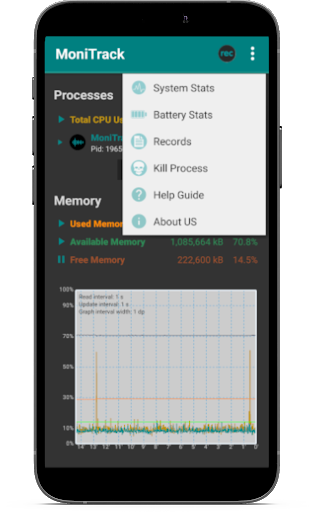 MoniTrack
rec
System Stats
Processes
Battery Stats
Total CPU Us
Records
MoniTra
Pid: 1965
Kill Process
Help Guide
Memory
About US
Used Memor
Available Memory 1,085,664 kB 70.8%
Free Memory 222,600 kB 14.5%
100%
Read interval: 1 s
Update interval: 1 s
90%
Graph interval width: 1 dp
70%
50%
30%
10%
0%
14 13 12 11 10 9 8 7 6 5 4 3 2 1 0